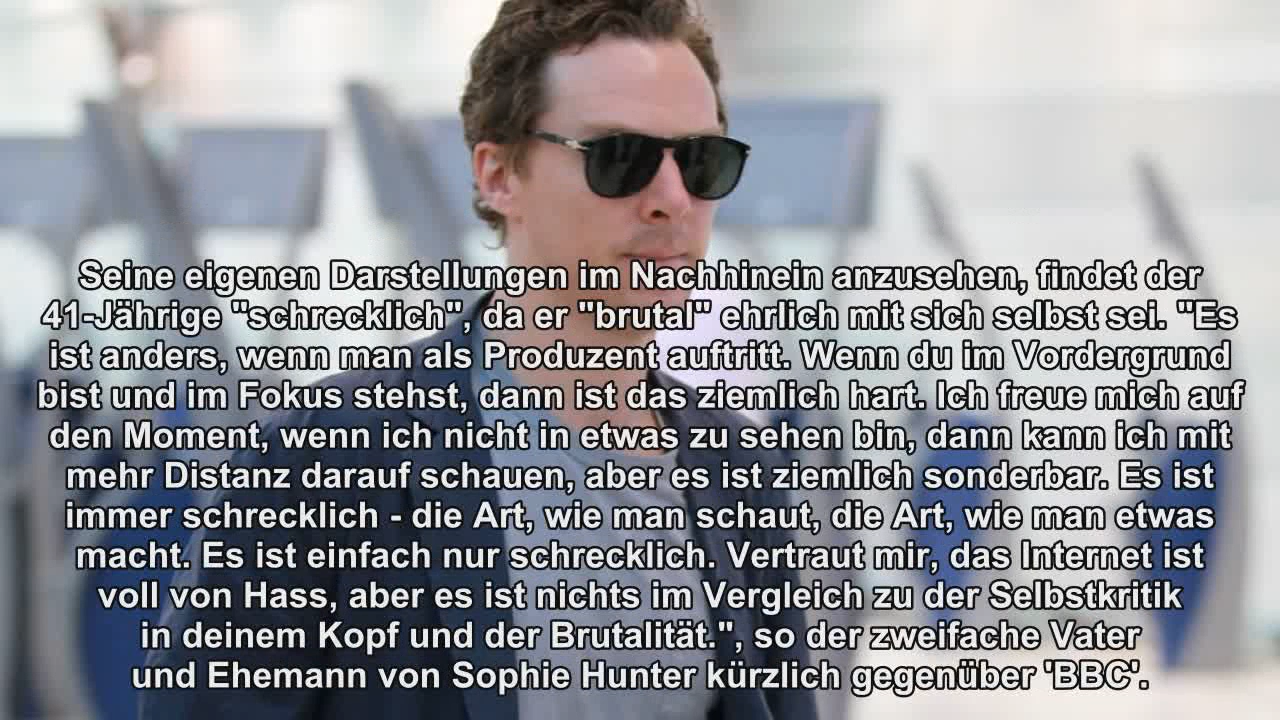 Seine eigenen Darstellungen im Nachhinein anzusehen, findet der
41-Jährige "schrecklich", da er "brutal" ehrlich mit sich selbst sei. "Es
ist anders, wenn man als Produzent auftritt. Wenn du im Vordergrund
bist und im Fokus stehst, dann ist das ziemlich hart. Ich freue mich auf
den Moment, wenn ich nicht in etwas zu sehen bin, dann kann ich mit
mehr Distanz darauf schauen, aber es ist ziemlich sonderbar. Es ist
immer schrecklich - die Art, wie man schaut, die Art, wie man etwas
macht. Es ist einfach nur schrecklich. Vertraut mir, das Internet ist
voll von Hass, aber es ist nichts im Vergleich zu der Selbstkritik
in deinem Kopf und der Brutalität.", so der zweifache Vater
und Ehemann von Sophie Hunter kürzlich gegenüber 'BBC'.